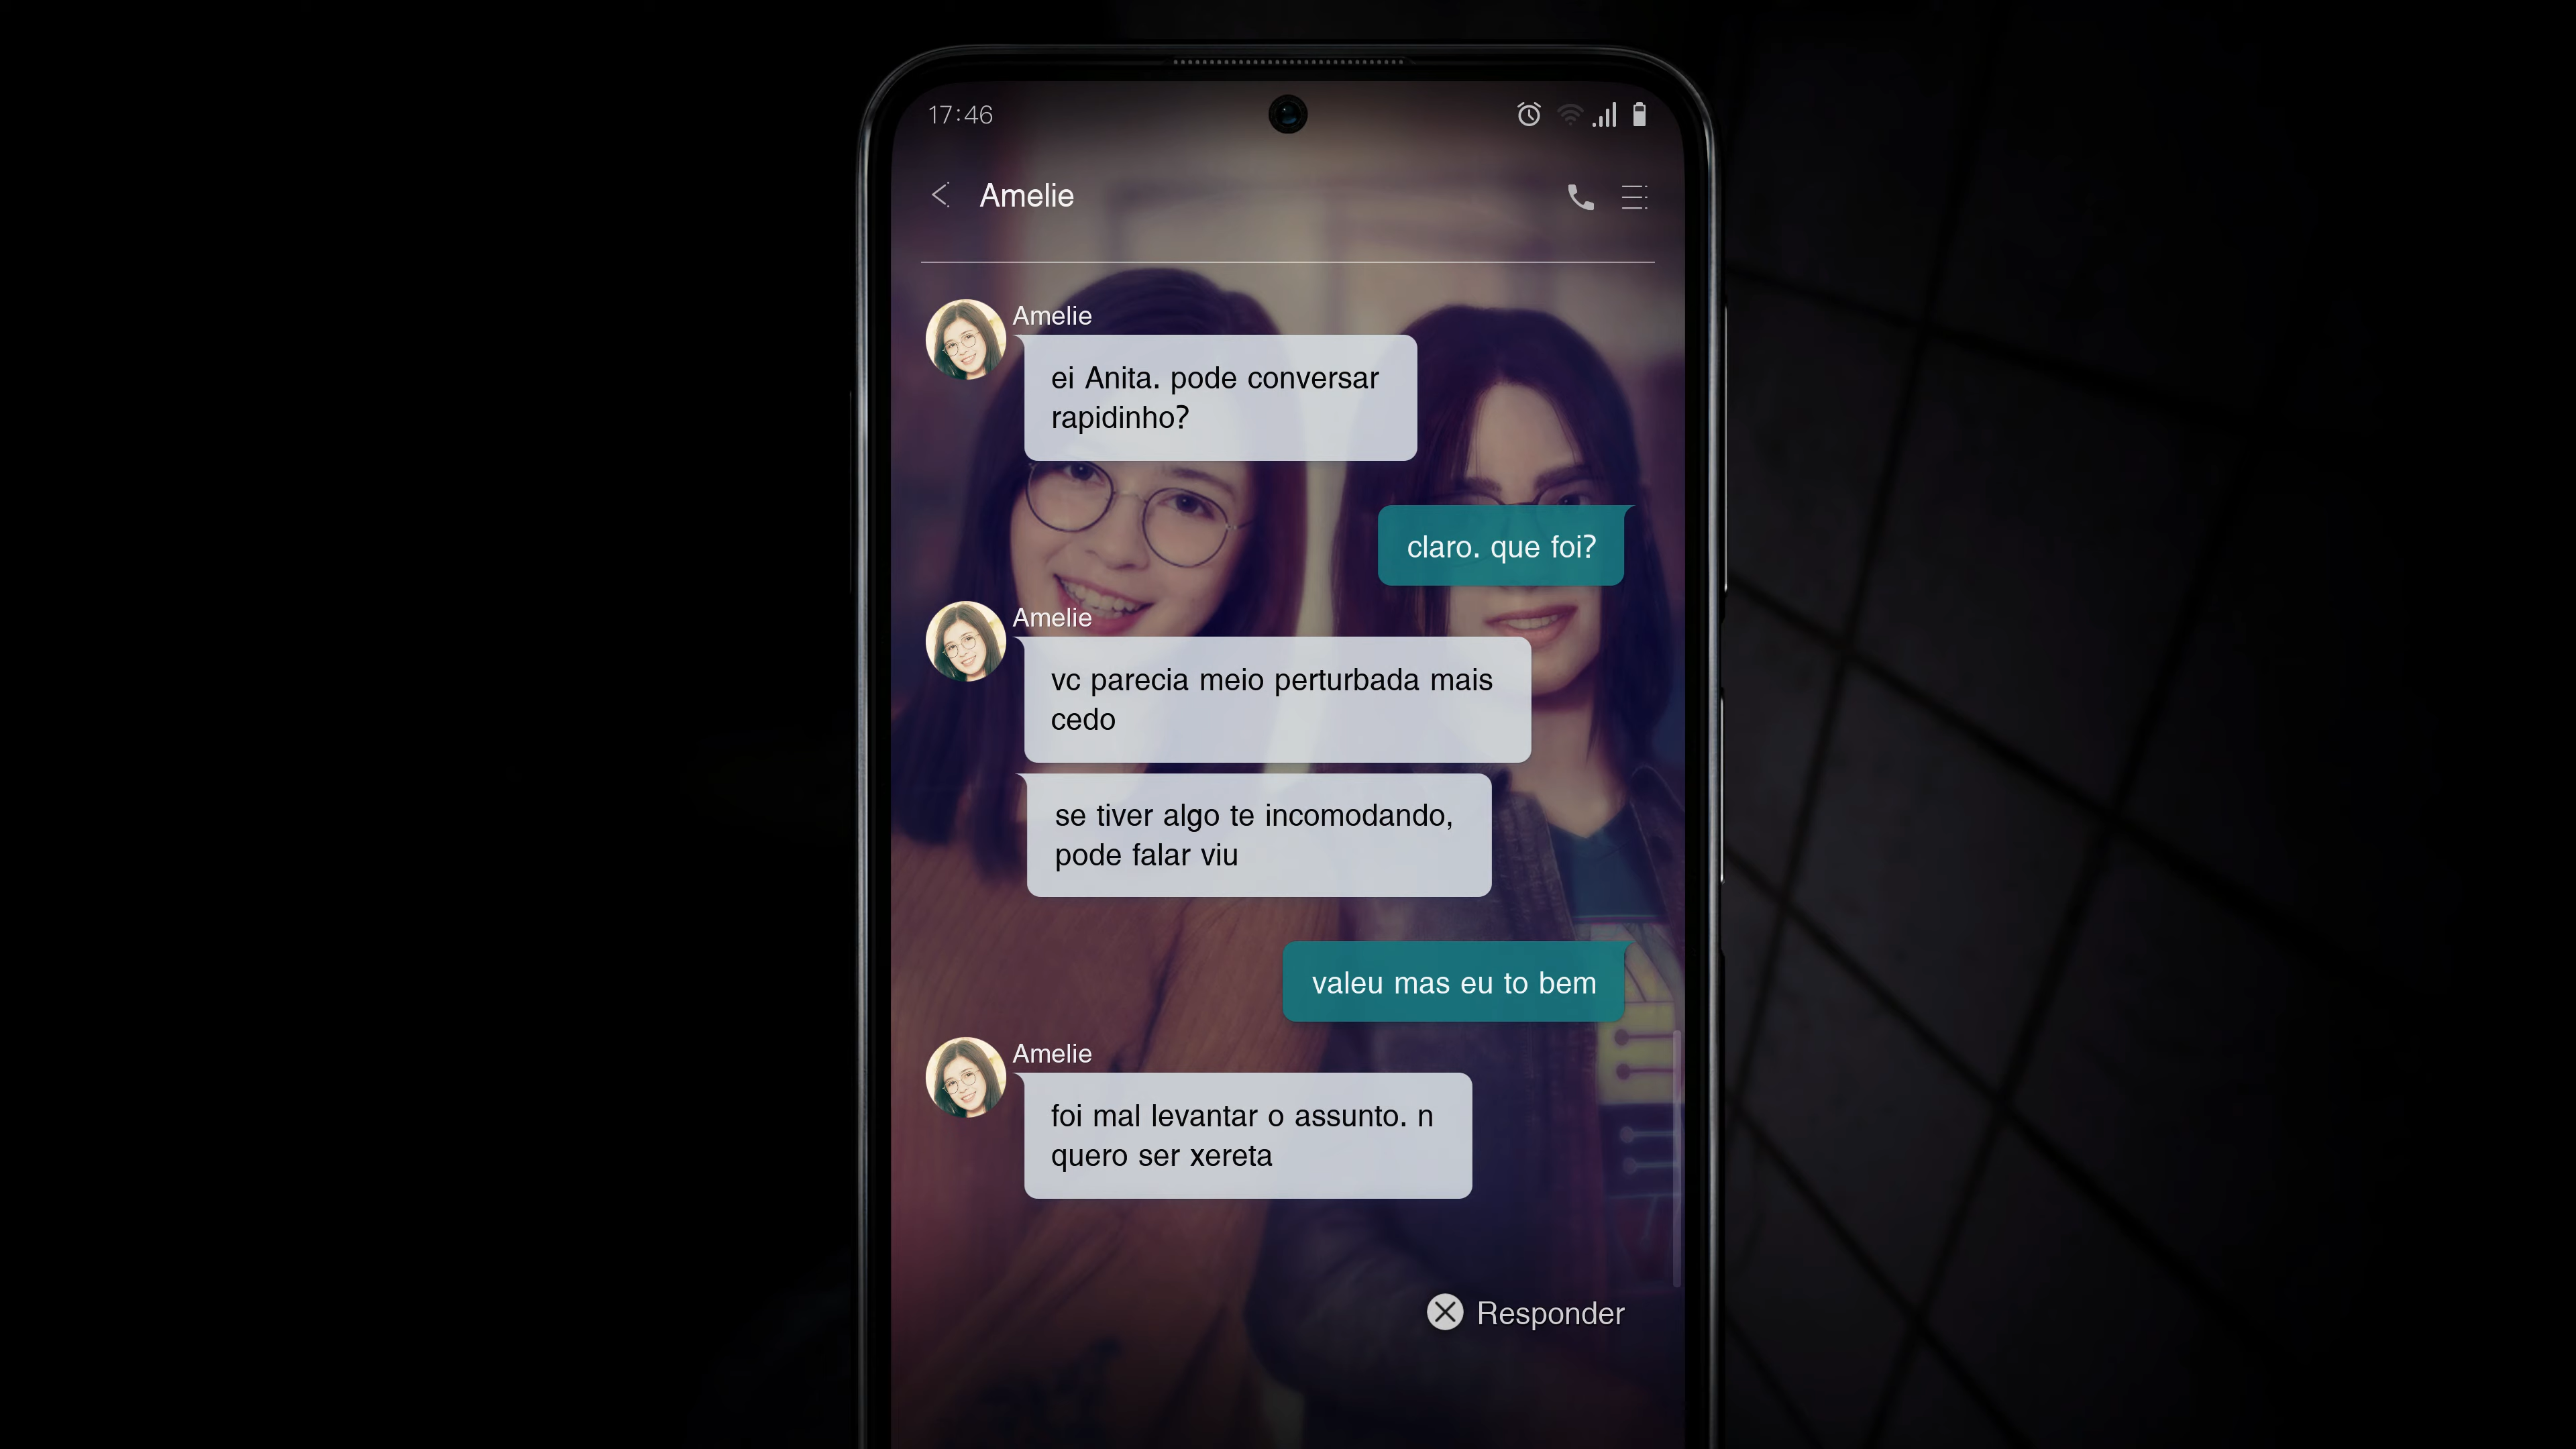 17:46
Amelie
Amelie
ei Anita. pode conversar
rapidinho?
claro. que foi?
Amelie
vc parecia meio perturbada mais
cedo
se tiver algo te incomodando,
pode falar viu
valeu mas eu to bem
Amelie
foi mal levantar o assunto. n
quero ser xereta
Responder